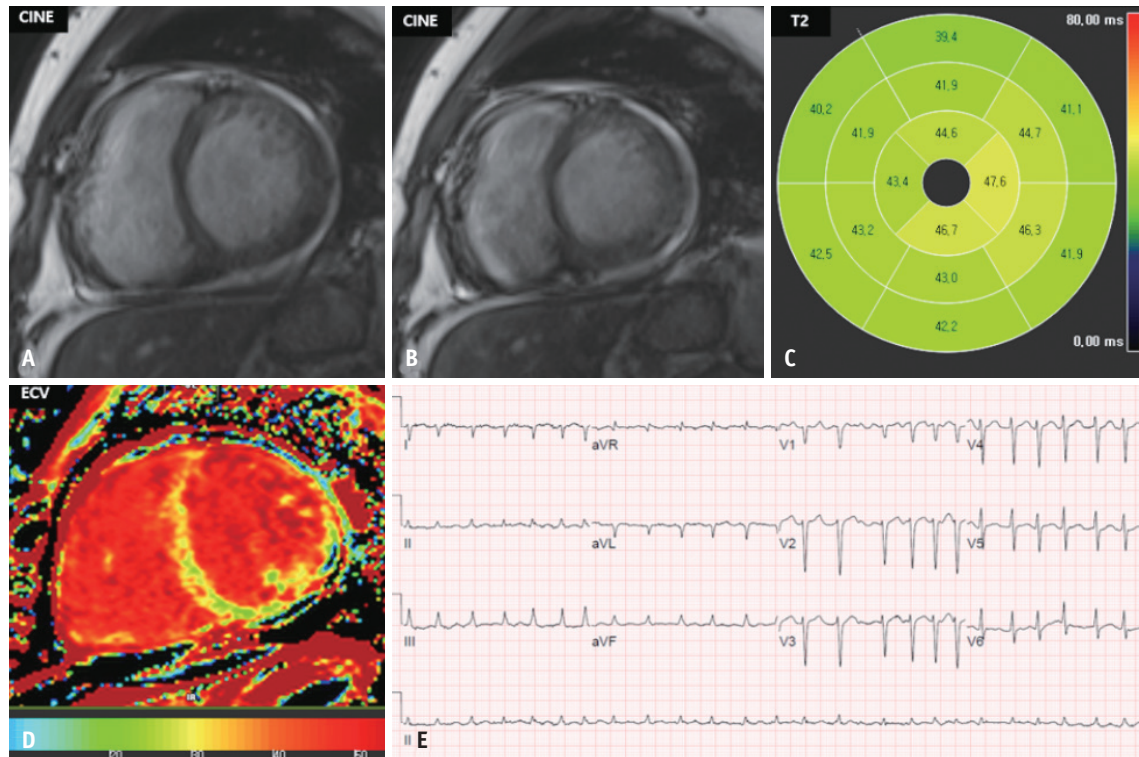 CINE
A
CINE
B
T2
80,00 ms
0,00 ms
39,4
40,2
41,1
41,9
41,9
44,7
44,6
43,4
47,6
46,7
42,5
43,2
46,3
41,9
43,0
42,2
C
ECV
D
I
aVR
V1
V4
II
aVL
V2
V5
III
aVF
V3
V6
II
E